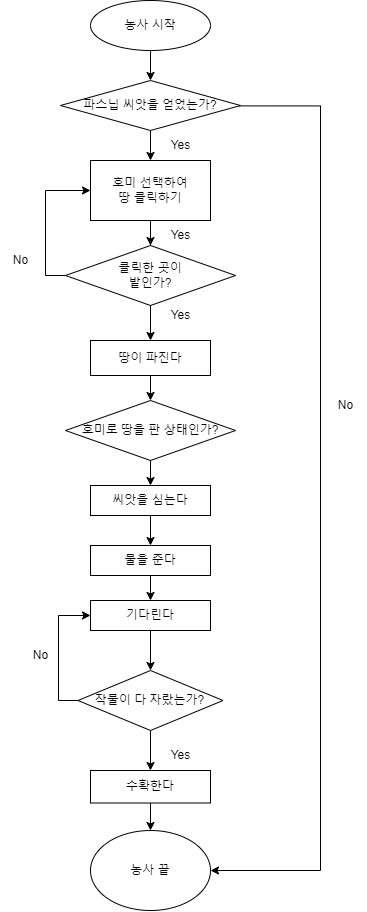 농사 시작
파스닙 씨앗을 얻었는가?
Yes
호미 선택하여
땅 클릭하기
Yes
No
클릭한 곳이
밭인가?
Yes
땅이 파진다
No
호미로 땅을 판 상태인가?
씨앗을 심는다
물을 준다
기다린다
No
작물이 다 자랐는가?
Yes
수확한다
농사 끝